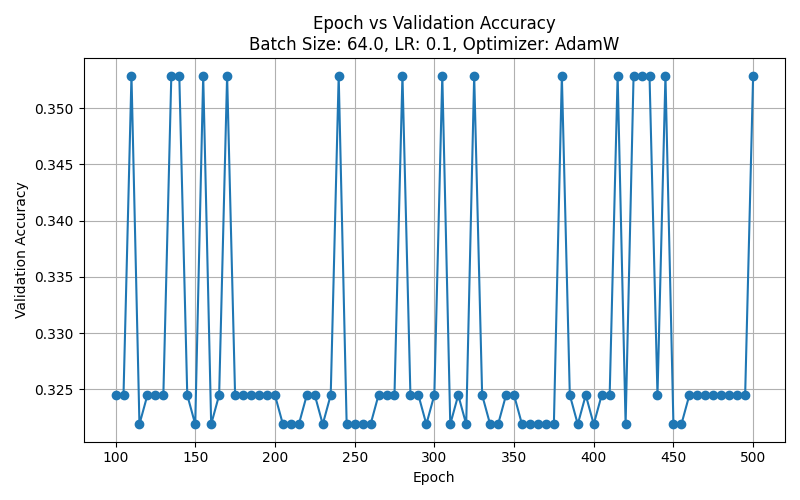 Epoch vs Validation Accuracy
Batch Size: 64.0, LR: 0.1, Optimizer: AdamW
Validation Accuracy
0.350
0.345
0.340
0.335
0.330
0.325
100 150 200 250 300 350 400 450 500
Epoch